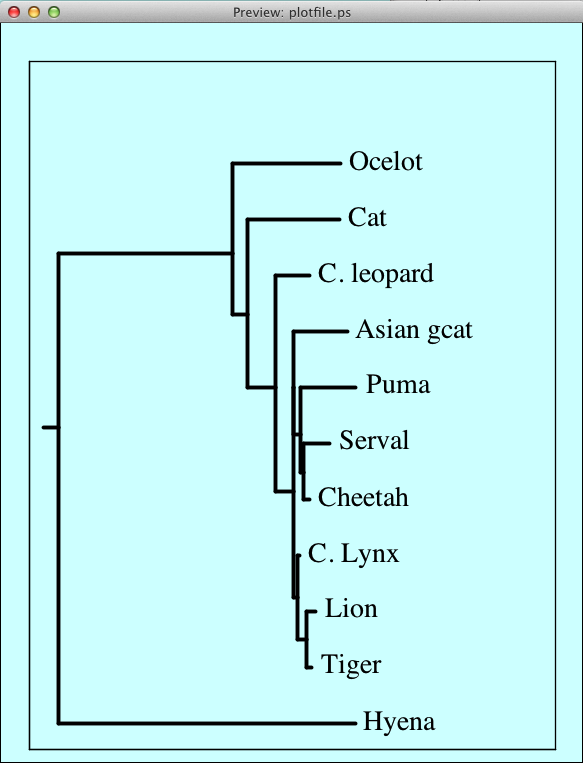 Preview: plotfile.ps
Ocelot
Cat
C. leopard
Asian gcat
Puma
Serval
Cheetah
C. Lynx
Lion
Tiger
Hyena